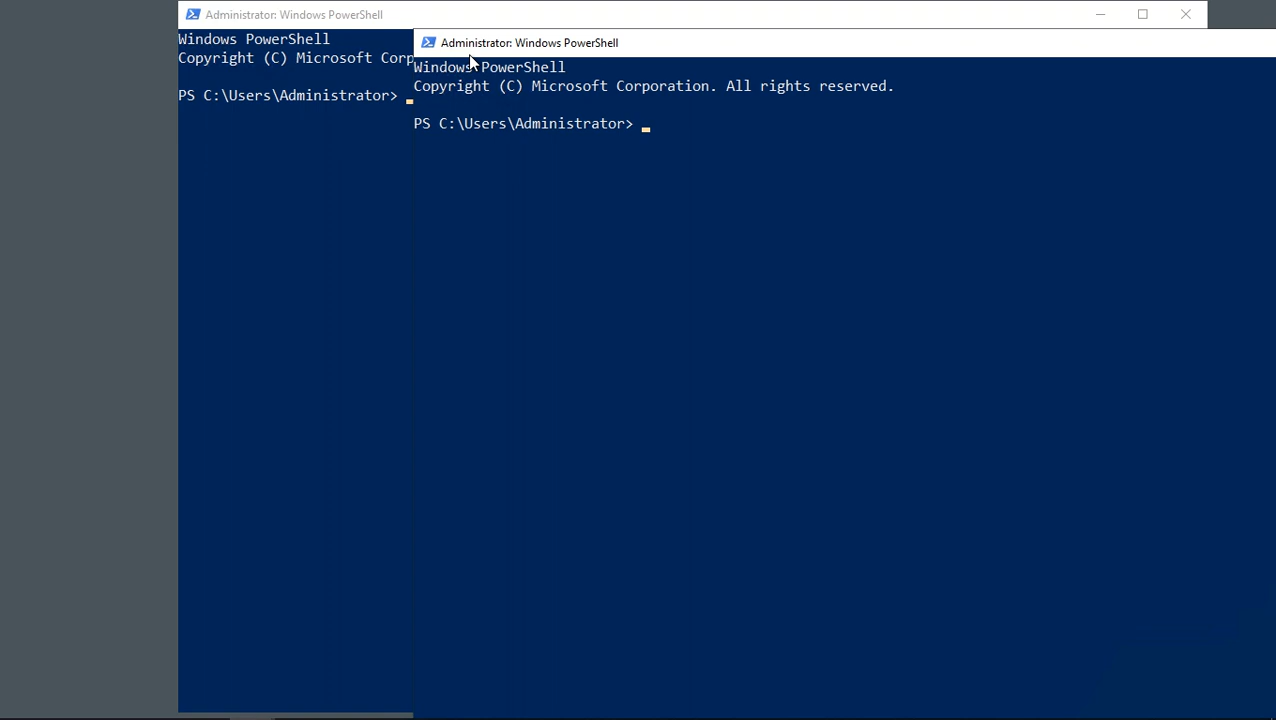 Administrator: Windows PowerShell
Windows PowerShell
Copyright (C) Microsoft Corp
PS C:\Users\Administrator>
Administrator: Windows PowerShell
Windows PowerShell
Copyright (C) Microsoft Corporation. All rights reserved.
PS C:\Users\Administrator>